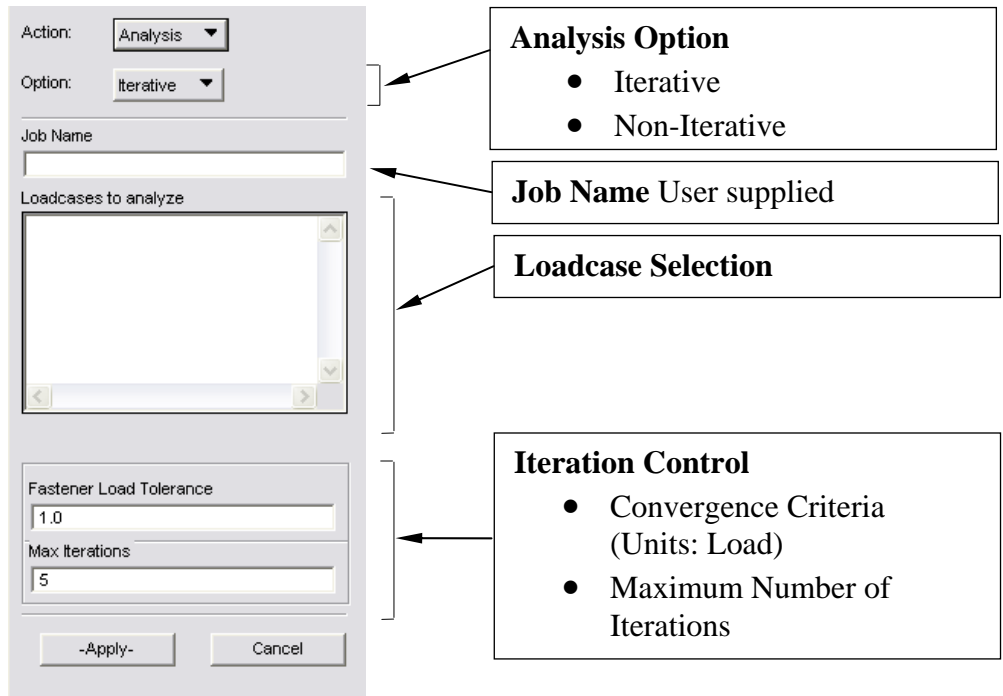 Action:
Analysis
Option:
Iterative
Job Name
Loadcases to analyze
Fastener Load Tolerance
1.0
Max Iterations
5
-Apply-
Cancel
Analysis Option
● Iterative
● Non-Iterative
Job Name User supplied
Loadcase Selection
Iteration Control
● Convergence Criteria
(Units: Load)
● Maximum Number of
Iterations